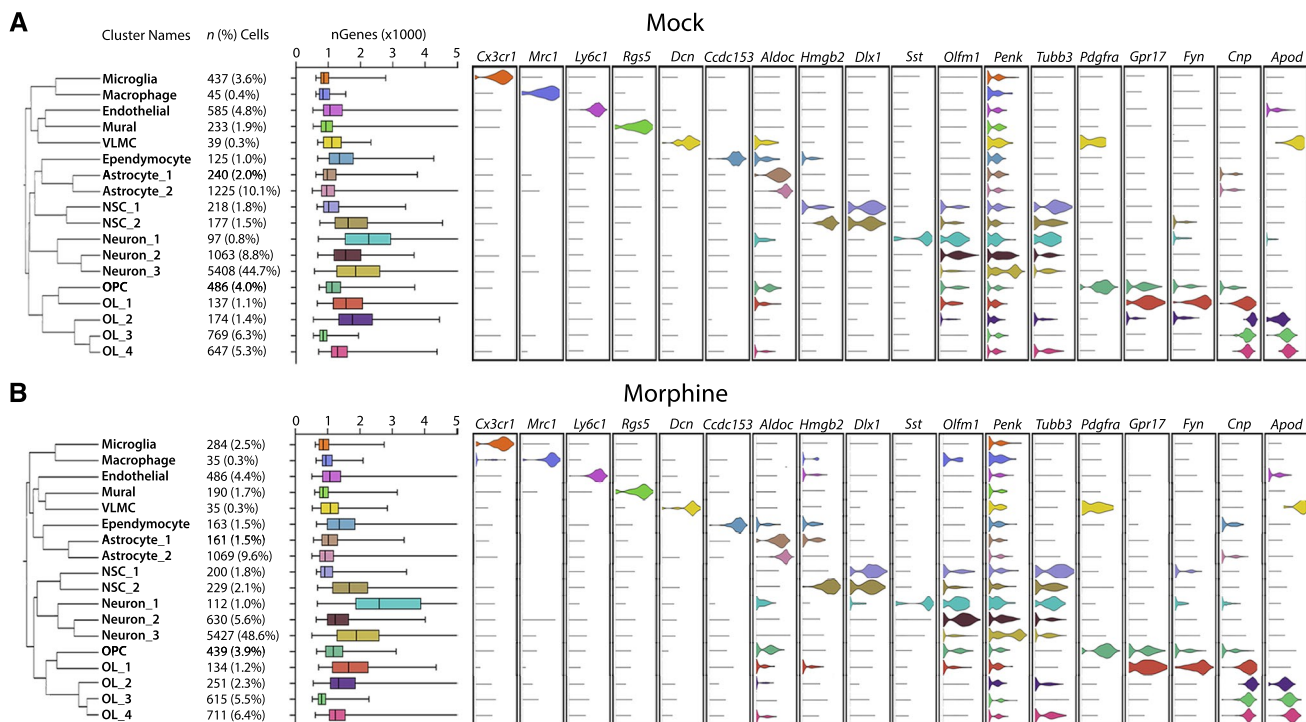 A
Mock
Cluster Names n (%) Cells nGenes (x1000)
0 1 2 3 4 5
Cx3cr1 Mrc1 Ly6c1 Rgs5 Dcn Ccdc153 Aldoc Hmgb2 Dlx1 Sst Olfm1 Penk Tubb3 Pdgfra Gpr17 Fyn Cnp Apod
Microglia 437 (3.6%)
Macrophage 45 (0.4%)
Endothelial 585 (4.8%)
Mural 233 (1.9%)
VLMC 39 (0.3%)
Ependymocyte 125 (1.0%)
Astrocyte_1 240 (2.0%)
Astrocyte_2 1225 (10.1%)
NSC_1 218 (1.8%)
NSC_2 177 (1.5%)
Neuron_1 97 (0.8%)
Neuron_2 1063 (8.8%)
Neuron_3 5408 (44.7%)
OPC 486 (4.0%)
OL_1 137 (1.1%)
OL_2 174 (1.4%)
OL_3 769 (6.3%)
OL_4 647 (5.3%)
B
Morphine
0 1 2 3 4 5
Cx3cr1 Mrc1 Ly6c1 Rgs5 Dcn Ccdc153 Aldoc Hmgb2 Dlx1 Sst Olfm1 Penk Tubb3 Pdgfra Gpr17 Fyn Cnp Apod
Microglia 284 (2.5%)
Macrophage 35 (0.3%)
Endothelial 486 (4.4%)
Mural 190 (1.7%)
VLMC 35 (0.3%)
Ependymocyte 163 (1.5%)
Astrocyte_1 161 (1.5%)
Astrocyte_2 1069 (9.6%)
NSC_1 200 (1.8%)
NSC_2 229 (2.1%)
Neuron_1 112 (1.0%)
Neuron_2 630 (5.6%)
Neuron_3 5427 (48.6%)
OPC 439 (3.9%)
OL_1 134 (1.2%)
OL_2 251 (2.3%)
OL_3 615 (5.5%)
OL_4 711 (6.4%)